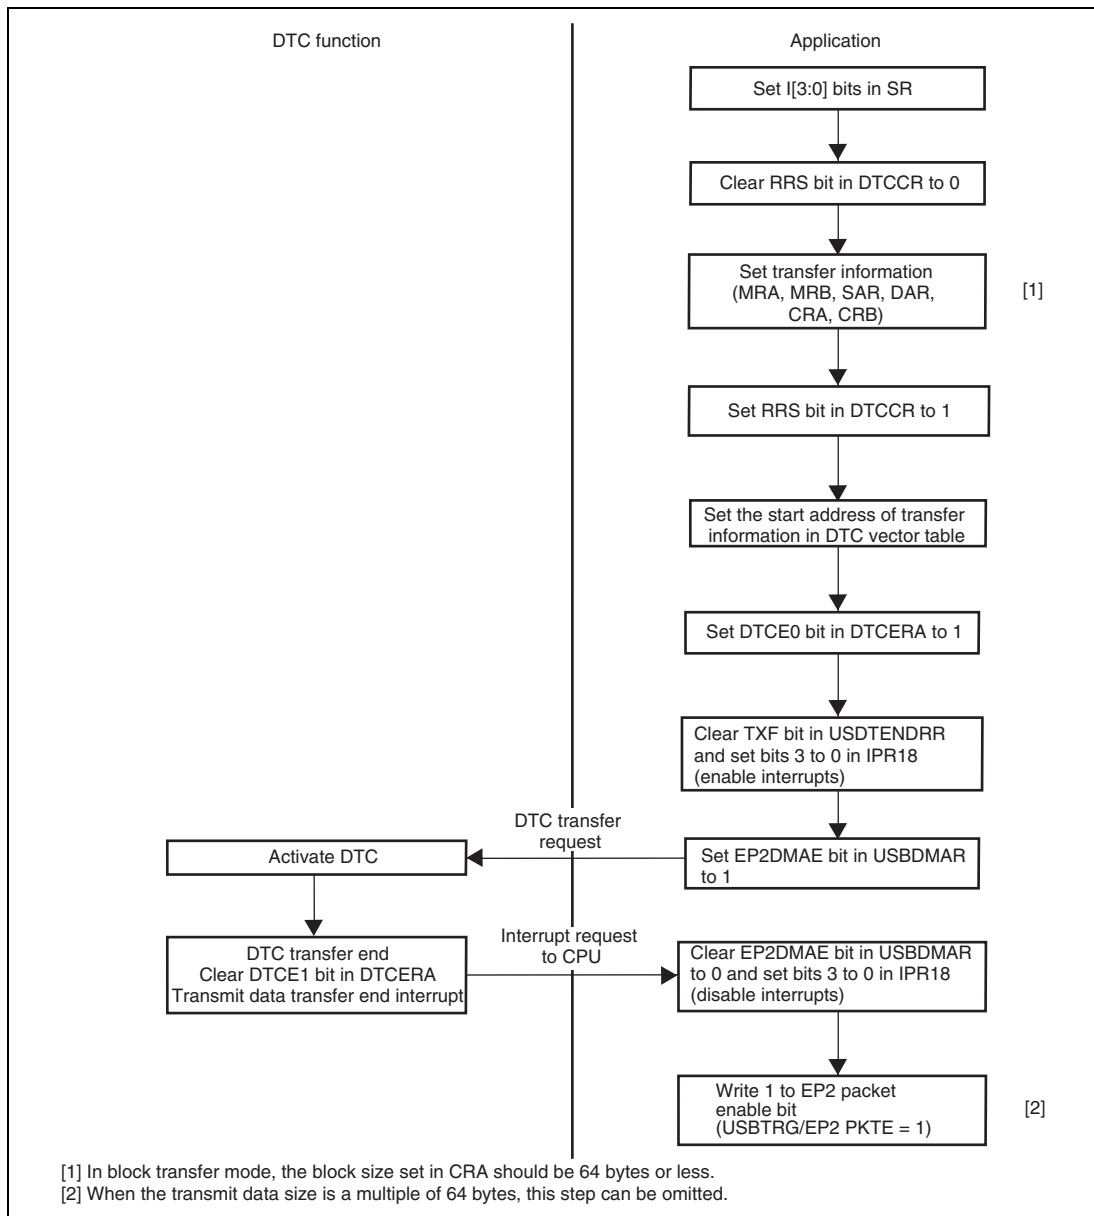 DTC function
Application
Set I[3:0] bits in SR
Clear RRS bit in DTCCR to 0
Set transfer information
(MRA, MRB, SAR, DAR,
CRA, CRB)
[1]
Set RRS bit in DTCCR to 1
Set the start address of transfer
information in DTC vector table
Set DTCE0 bit in DTCERA to 1
Clear TXF bit in USDTENDRR
and set bits 3 to 0 in IPR18
(enable interrupts)
DTC transfer
request
Activate DTC
Set EP2DMAE bit in USBDMAR
to 1
DTC transfer end
Clear DTCE1 bit in DTCERA
Transmit data transfer end interrupt
Interrupt request
to CPU
Clear EP2DMAE bit in USBDMAR
to 0 and set bits 3 to 0 in IPR18
(disable interrupts)
Write 1 to EP2 packet
enable bit
(USBTRG/EP2 PKTE = 1)
[2]
[1] In block transfer mode, the block size set in CRA should be 64 bytes or less.
[2] When the transmit data size is a multiple of 64 bytes, this step can be omitted.